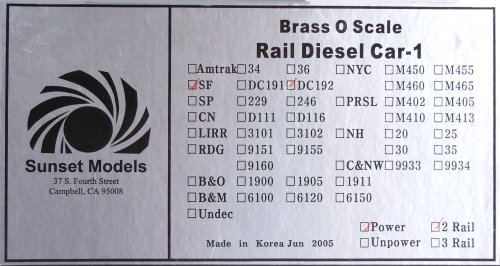 Brass O Scale
Rail Diesel Car-1
Amtrak 34 36 NYC M450 M455
SF DC191 DC192 M460 M465
SP 229 246 PRSL M402 M405
CN D111 D116 M410 M413
LIRR 3101 3102 NH 20 25
RDG 9151 9155 30 35
9160 C&NW 9933 9934
B&O 1900 1905 1911
B&M 6100 6120 6150
Undec
Power 2 Rail
Unpower 3 Rail
Made in Korea Jun 2005
Sunset Models
37 S. Fourth Street
Campbell, CA 95008